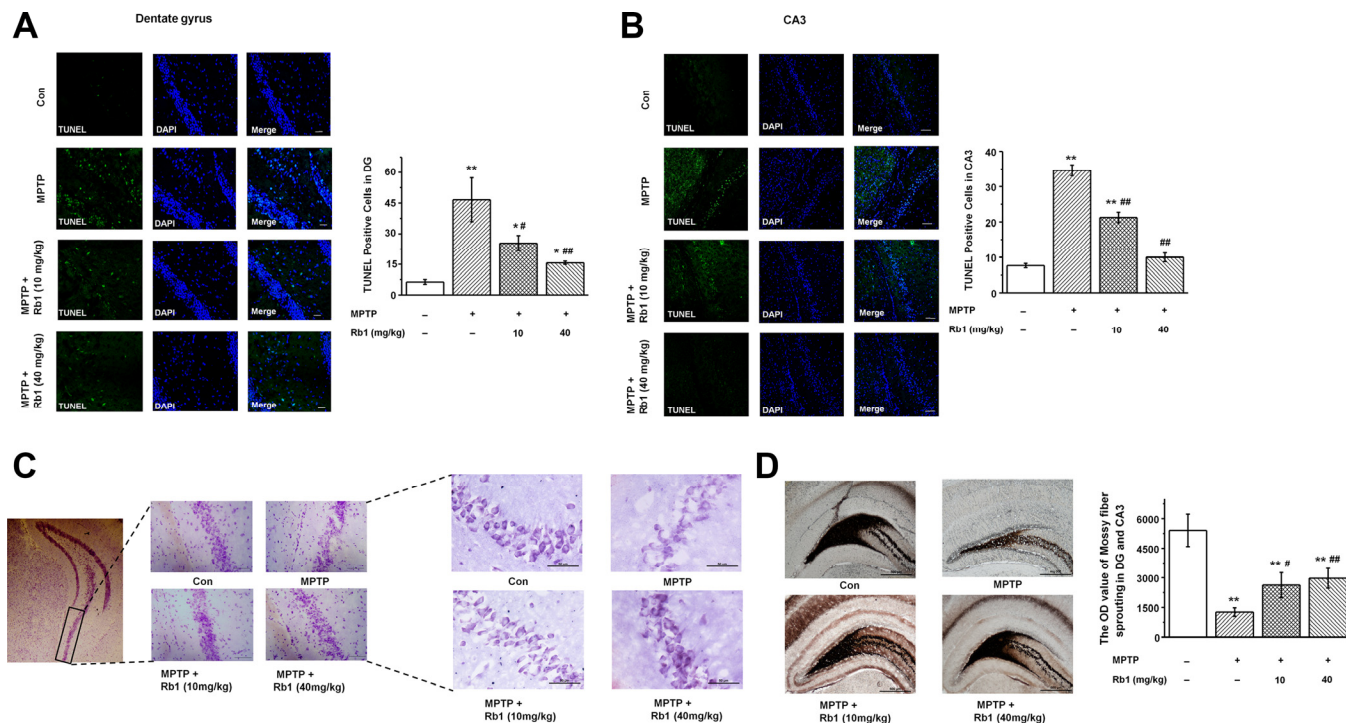 A
Dentate gyrus
Con
TUNEL
DAPI
Merge
MPTP
TUNEL
DAPI
Merge
MPTP +
Rb1 (10 mg/kg)
TUNEL
DAPI
Merge
MPTP +
Rb1 (40 mg/kg)
TUNEL
DAPI
Merge
TUNEL Positive Cells in DG
60
45
30
15
0
**
* #
* ##
MPTP – + + +
Rb1 (mg/kg) – – 10 40
B
CA3
Con
TUNEL
DAPI
Merge
MPTP
TUNEL
DAPI
Merge
MPTP +
Rb1 (10 mg/kg)
TUNEL
DAPI
Merge
MPTP +
Rb1 (40 mg/kg)
TUNEL
DAPI
Merge
TUNEL Positive Cells in CA3
40
30
20
10
0
**
** ##
##
MPTP – + + +
Rb1 (mg/kg) – – 10 40
C
Con
MPTP
MPTP +
Rb1 (10mg/kg)
MPTP +
Rb1 (40mg/kg)
Con
MPTP
MPTP +
Rb1 (10mg/kg)
MPTP +
Rb1 (40mg/kg)
D
Con
MPTP
MPTP +
Rb1 (10mg/kg)
MPTP +
Rb1 (40mg/kg)
The OD value of Mossy fiber
sprouting in DG and CA3
6000
4500
3000
1500
0
**
** #
** ##
MPTP – + + +
Rb1 (mg/kg) – – 10 40